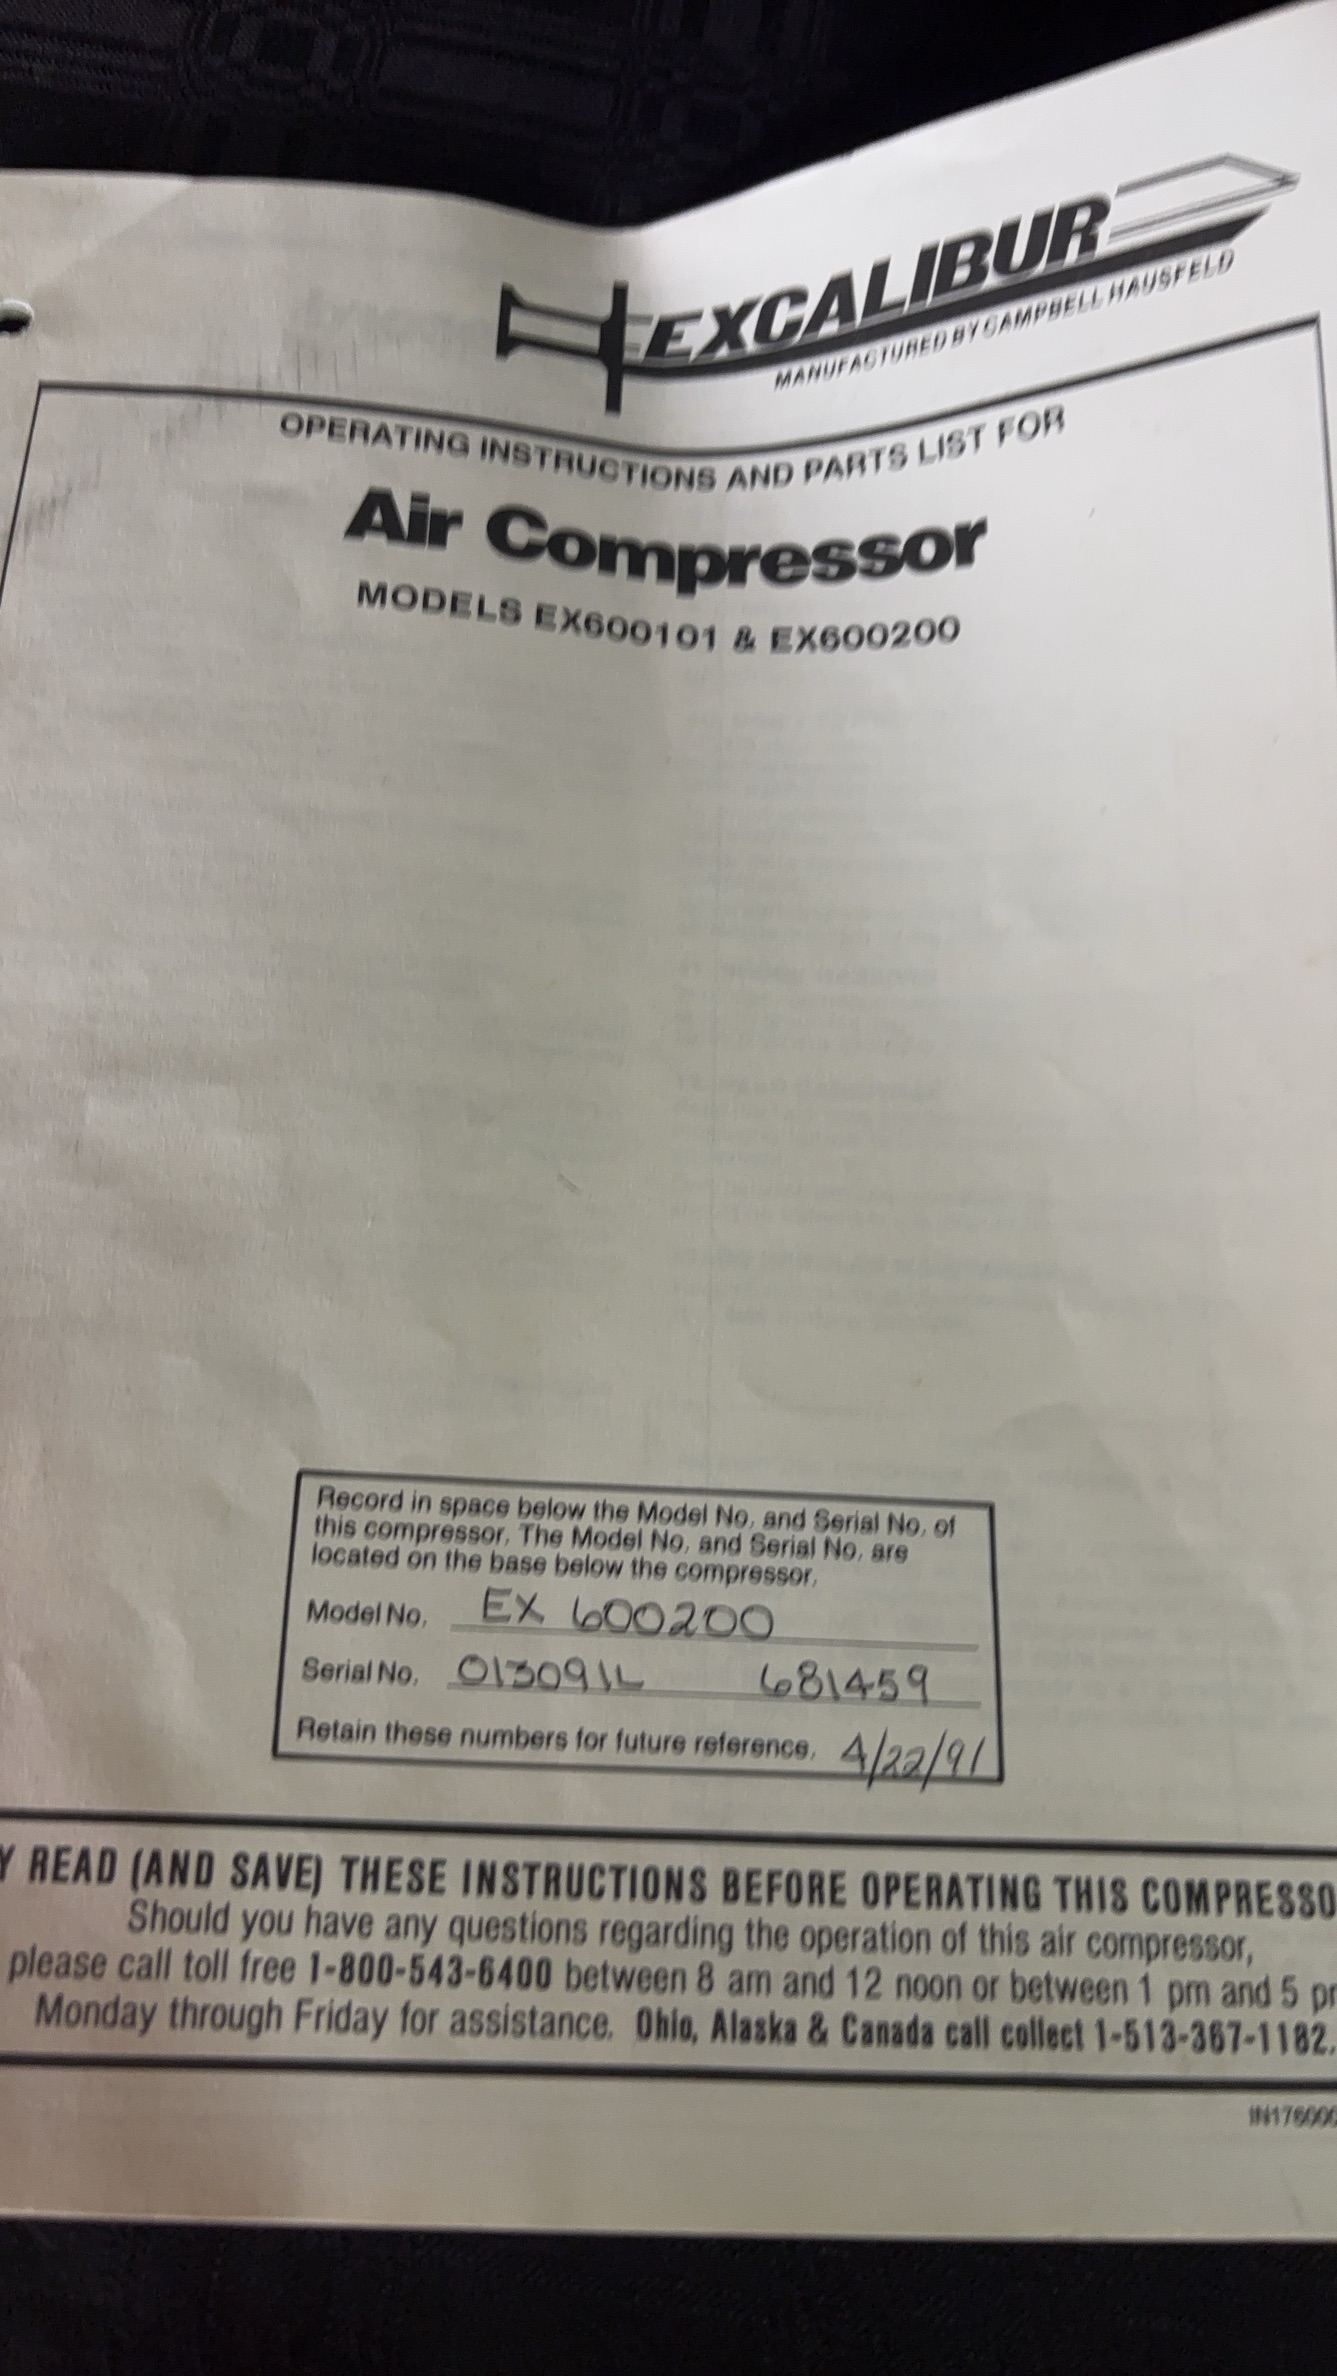 EXCALIBUR
MANUFACTURED BY CAMPBELL HAUSFELD
OPERATING INSTRUCTIONS AND PARTS LIST FOR
Air Compressor
MODELS EX600101 & EX600200
Record in space below the Model No. and Serial No. of
this compressor. The Model No. and Serial No. are
located on the base below the compressor.
Model No. EX 600200
Serial No. 013091L 681459
Retain these numbers for future reference. 4/22/91
Y READ (AND SAVE) THESE INSTRUCTIONS BEFORE OPERATING THIS COMPRESSO
Should you have any questions regarding the operation of this air compressor,
please call toll free 1-800-543-6400 between 8 am and 12 noon or between 1 pm and 5 p
Monday through Friday for assistance. Ohio, Alaska & Canada call collect 1-513-367-1182.
IN176000